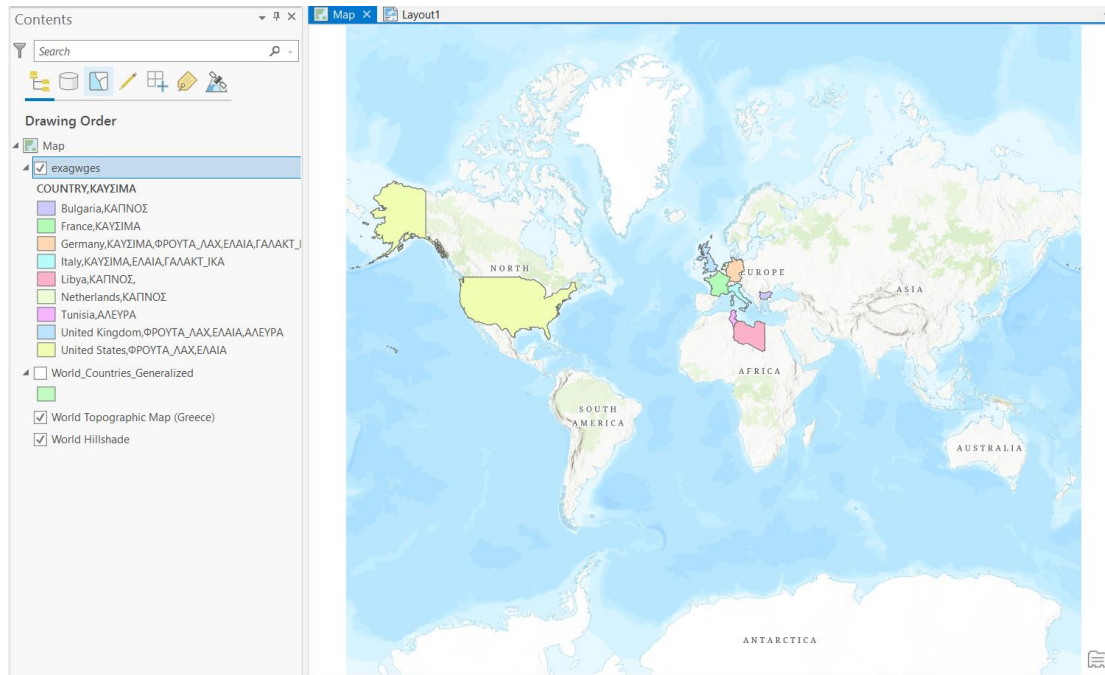 Contents
Map
Layout1
Search
Drawing Order
Map
exagwges
COUNTRY,ΚΑΥΣΙΜΑ
Bulgaria,ΚΑΠΝΟΣ
France,ΚΑΥΣΙΜΑ
Germany,ΚΑΥΣΙΜΑ,ΦΡΟΥΤΑ_ΛΑΧ,ΕΛΑΙΑ,ΓΑΛΑΚΤ_Ι
Italy,ΚΑΥΣΙΜΑ,ΕΛΑΙΑ,ΓΑΛΑΚΤ_ΙΚΑ
Libya,ΚΑΠΝΟΣ,
Netherlands,ΚΑΠΝΟΣ
Tunisia,ΑΛΕΥΡΑ
United Kingdom,ΦΡΟΥΤΑ_ΛΑΧ,ΕΛΑΙΑ,ΑΛΕΥΡΑ
United States,ΦΡΟΥΤΑ_ΛΑΧ,ΕΛΑΙΑ
World_Countries_Generalized
World Topographic Map (Greece)
World Hillshade
NORTH
EUROPE
ASIA
AFRICA
SOUTH
AMERICA
AUSTRALIA
ANTARCTICA